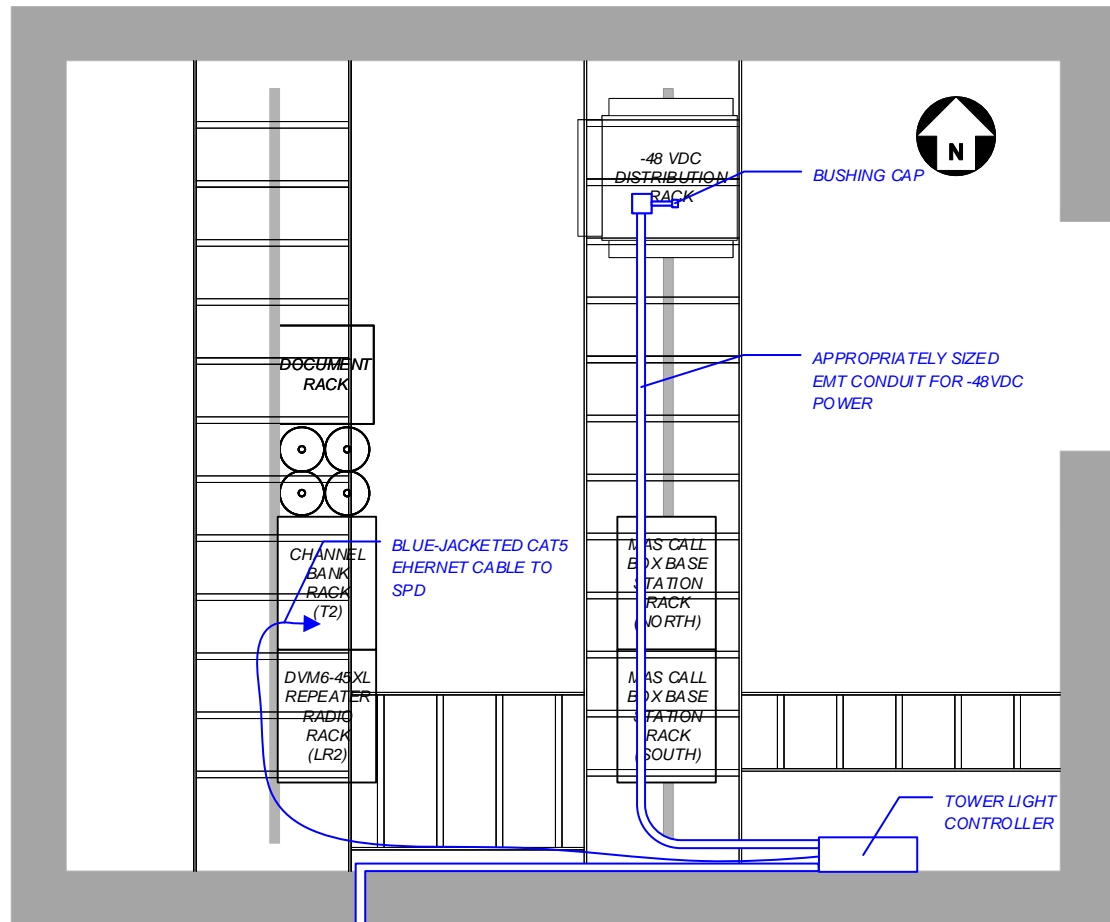 -48 VDC
DISTRIBUTION
RACK
BUSHING CAP
N
APPROPRIATELY SIZED
EMT CONDUIT FOR -48VDC
POWER
DOCUMENT
RACK
CHANNEL
BANK
RACK
(T2)
BLUE-JACKETED CAT5
EHERNET CABLE TO
SPD
MAS CALL
BOX BASE
STATION
RACK
(NORTH)
DVM6-45XL
REPEATER
RADIO
RACK
(LR2)
MAS CALL
BOX BASE
STATION
RACK
(SOUTH)
TOWER LIGHT
CONTROLLER